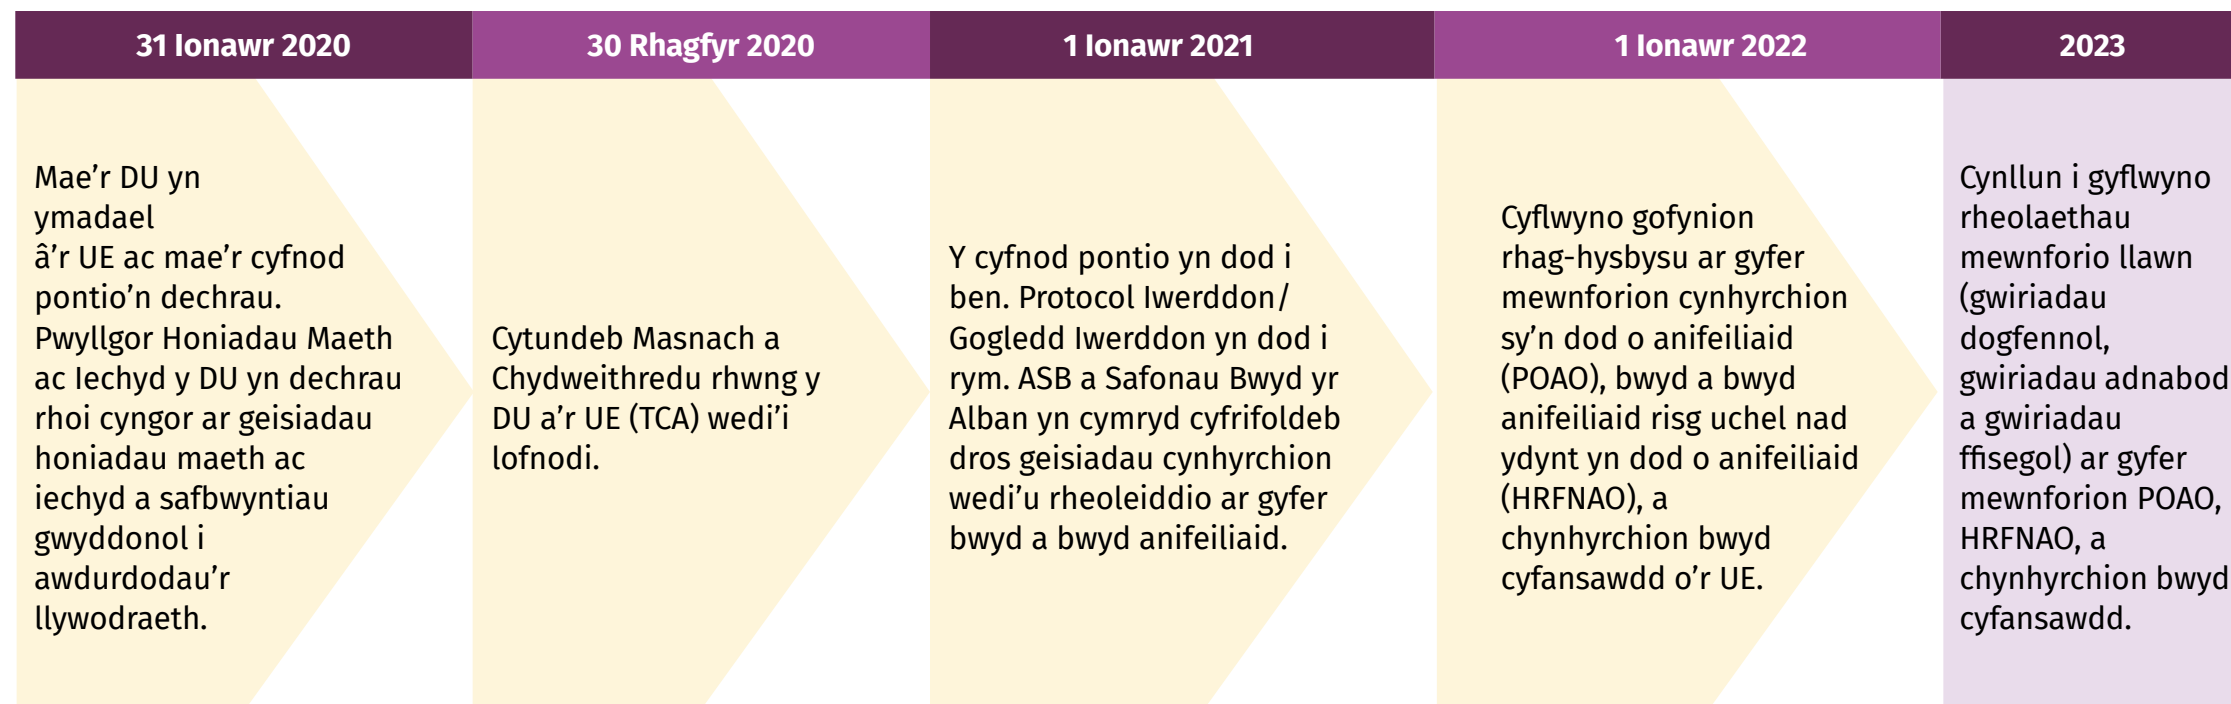 31 Ionawr 2020
Mae’r DU yn
ymadael
â’r UE ac mae’r cyfnod
pontio’n dechrau.
Pwyllgor Honiadau Maeth
ac Iechyd y DU yn dechrau
rhoi cyngor ar geisiadau
honiadau maeth ac
iechyd a safbwyntiau
gwyddonol i
awdurdodau’r
llywodraeth.
30 Rhagfyr 2020
Cytundeb Masnach a
Chydweithredu rhwng y
DU a’r UE (TCA) wedi’i
lofnodi.
1 Ionawr 2021
Y cyfnod pontio yn dod i
ben. Protocol Iwerddon/
Gogledd Iwerddon yn dod i
rym. ASB a Safonau Bwyd yr
Alban yn cymryd cyfrifoldeb
dros geisiadau cynhyrchion
wedi’u rheoleiddio ar gyfer
bwyd a bwyd anifeiliaid.
1 Ionawr 2022
Cyflwyno gofynion
rhag-hysbysu ar gyfer
mewnforion cynhyrchion
sy’n dod o anifeiliaid
(POAO), bwyd a bwyd
anifeiliaid risg uchel nad
ydynt yn dod o anifeiliaid
(HRFNAO), a
chynhyrchion bwyd
cyfansawdd o’r UE.
2023
Cynllun i gyflwyno
rheolaethau
mewnforio llawn
(gwiriadau
dogfennol,
gwiriadau adnabod
a gwiriadau
ffisegol) ar gyfer
mewnforion POAO,
HRFNAO, a
chynhyrchion bwyd
cyfansawdd.